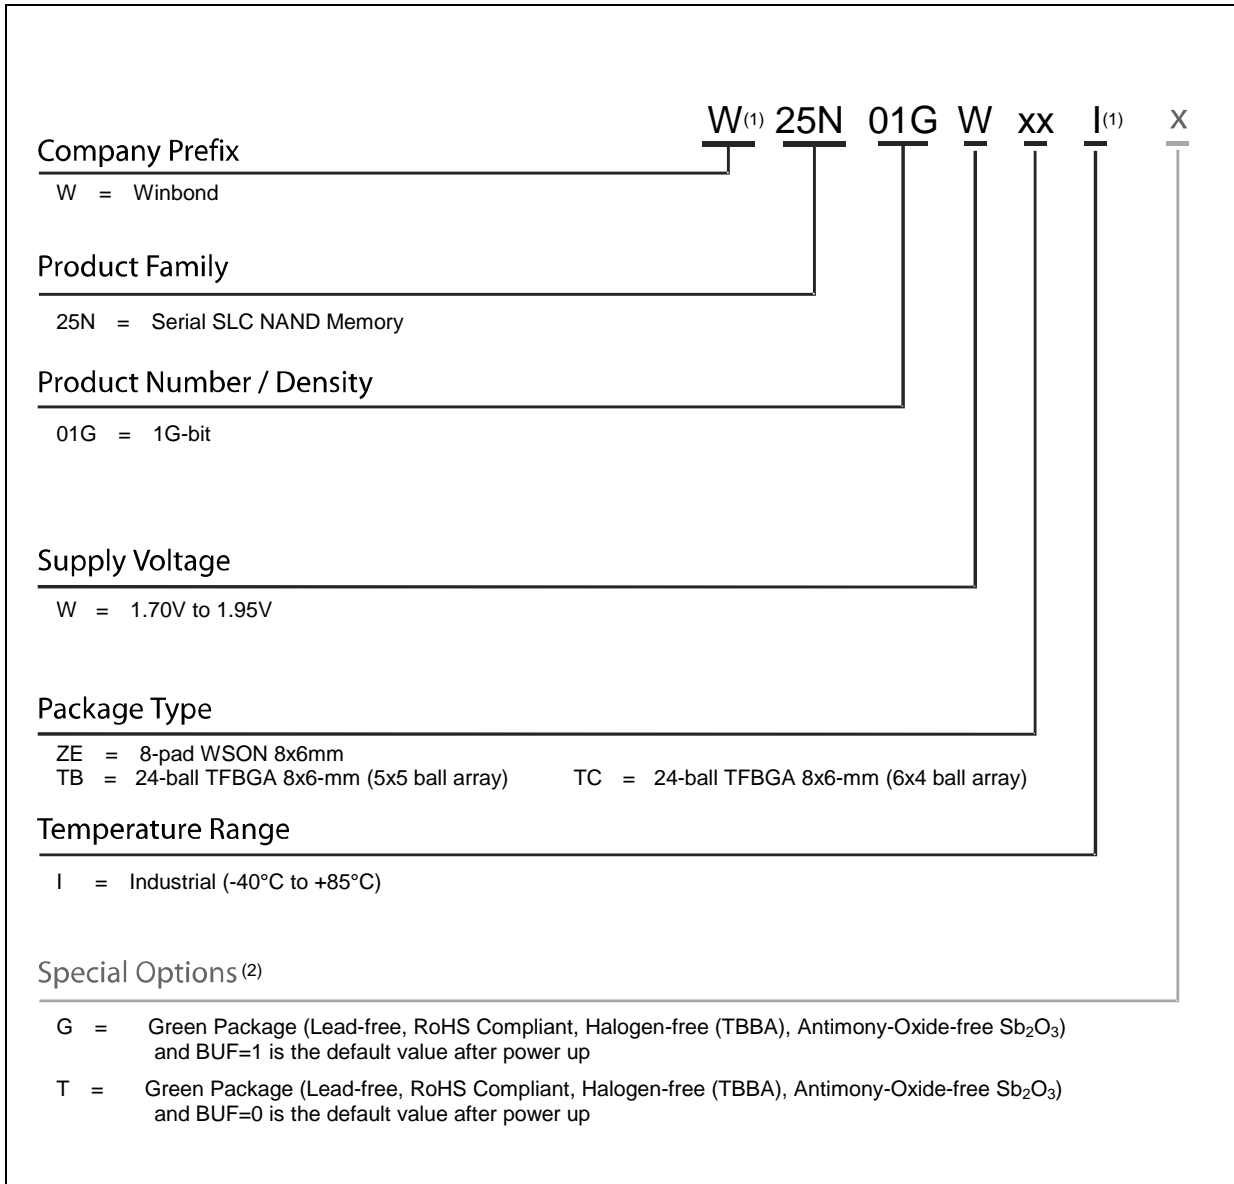 W(1) 25N 01G W xx I(1) x
Company Prefix
W = Winbond
Product Family
25N = Serial SLC NAND Memory
Product Number / Density
01G = 1G-bit
Supply Voltage
W = 1.70V to 1.95V
Package Type
ZE = 8-pad WSON 8x6mm
TB = 24-ball TFBGA 8x6-mm (5x5 ball array) TC = 24-ball TFBGA 8x6-mm (6x4 ball array)
Temperature Range
I = Industrial (-40°C to +85°C)
Special Options (2)
G = Green Package (Lead-free, RoHS Compliant, Halogen-free (TBBA), Antimony-Oxide-free Sb₂O₃)
and BUF=1 is the default value after power up
T = Green Package (Lead-free, RoHS Compliant, Halogen-free (TBBA), Antimony-Oxide-free Sb₂O₃)
and BUF=0 is the default value after power up